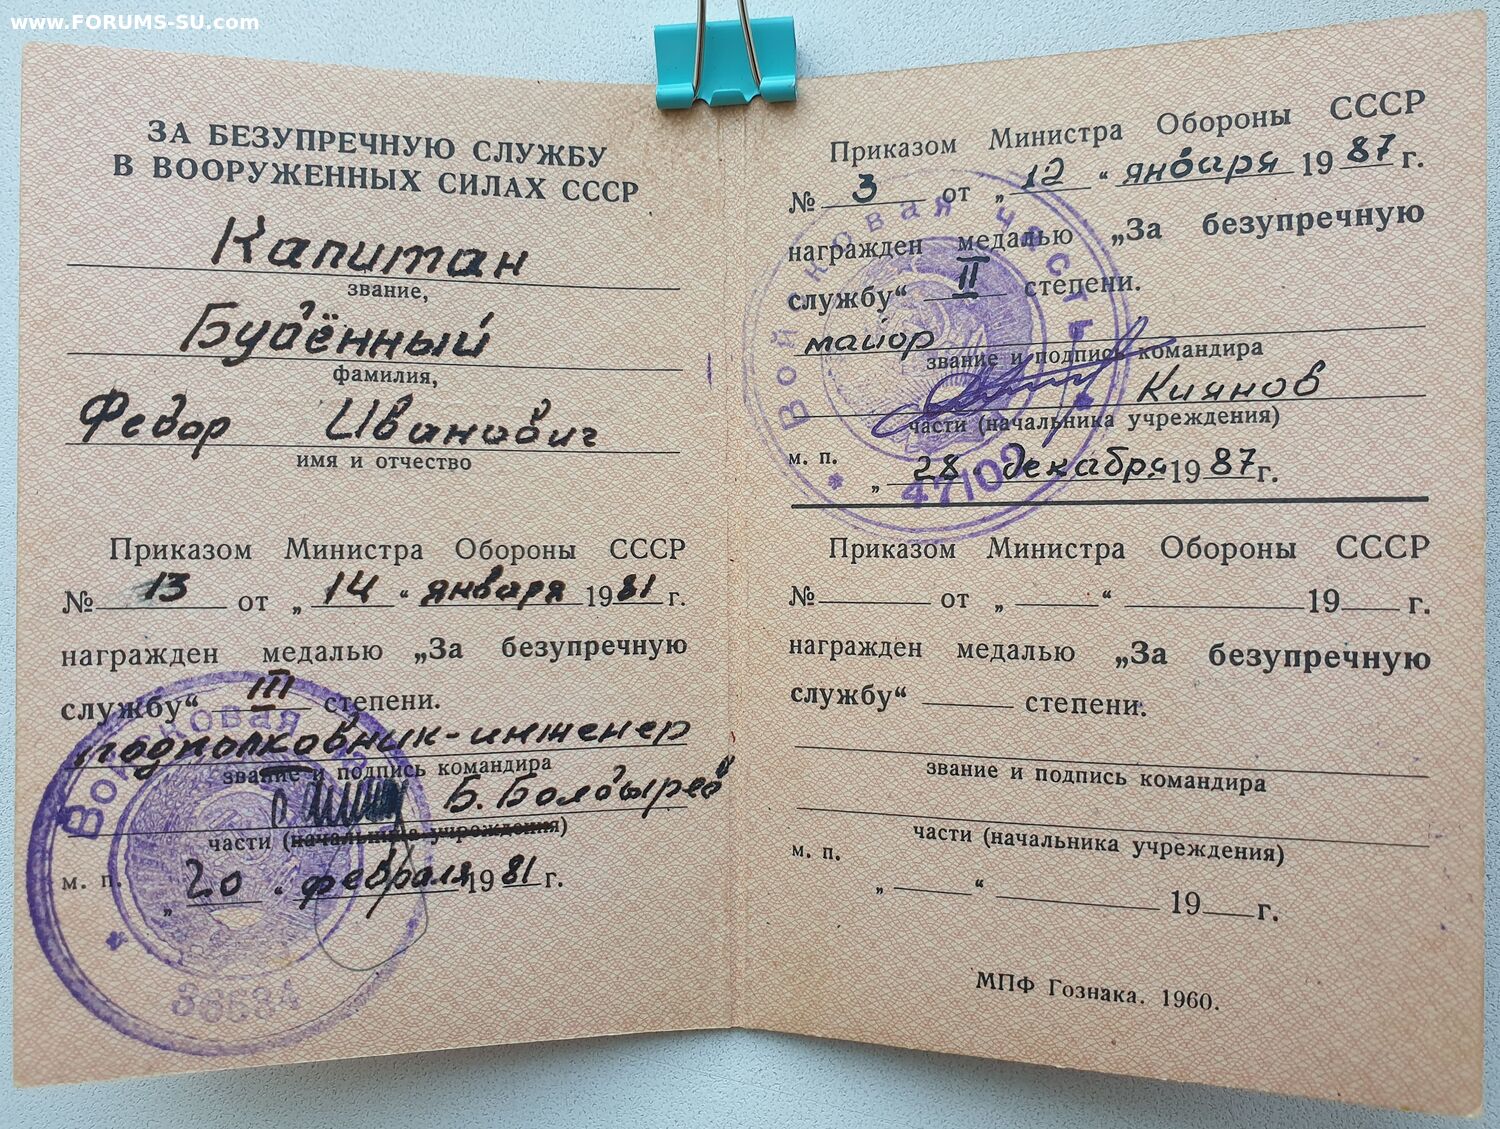 www.FORUMS-SU.com
ЗА БЕЗУПРЕЧНУЮ СЛУЖБУ
В ВООРУЖЕННЫХ СИЛАХ СССР
Капитан
звание,
Будённый
фамилия,
Федор Иванович
имя и отчество
Приказом Министра Обороны СССР
№ 13 от „14“ января 1981 г.
награжден медалью „За безупречную
службу“ III степени.
подполковник-инженер
звание и подпись командира
Б. Болдырев
части (начальника учреждения)
м. п.
„20“ февраля 1981 г.
Войсковая
36634
Приказом Министра Обороны СССР
№ 3 от „12“ января 1987 г.
награжден медалью „За безупречную
службу“ II степени.
майор
звание и подпись командира
Киянов
части (начальника учреждения)
м. п.
„28“ декабря 1987 г.
Войсковая часть
47102
Приказом Министра Обороны СССР
№ от „ “ 19 г.
награжден медалью „За безупречную
службу“ степени.
звание и подпись командира
части (начальника учреждения)
м. п.
„ “ 19 г.
МПФ Гознака. 1960.